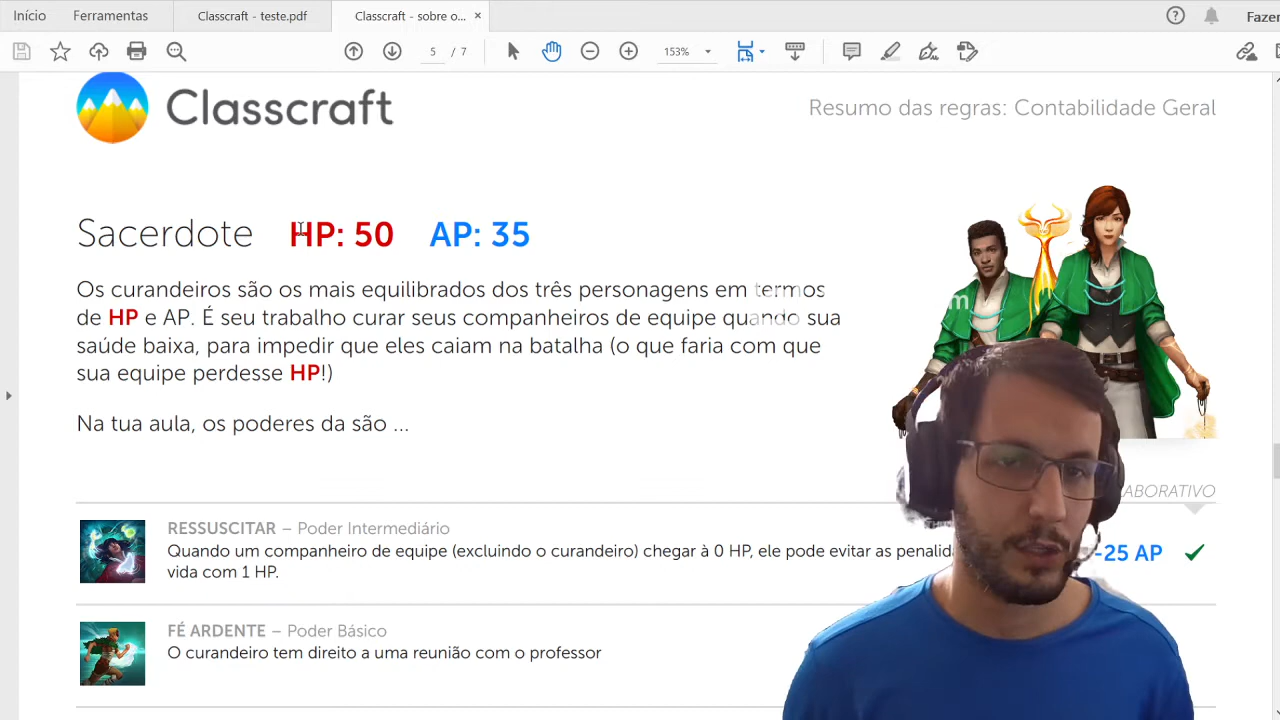 Início Ferramentas Classcraft - teste.pdf Classcraft - sobre o... × Fazer
5 / 7 153%
Classcraft
Resumo das regras: Contabilidade Geral
Sacerdote HP: 50 AP: 35
Os curandeiros são os mais equilibrados dos três personagens em termos
de HP e AP. É seu trabalho curar seus companheiros de equipe quando sua
saúde baixa, para impedir que eles caiam na batalha (o que faria com que
sua equipe perdesse HP!)
Na tua aula, os poderes da são ...
ABORATIVO
RESSUSCITAR – Poder Intermediário
Quando um companheiro de equipe (excluindo o curandeiro) chegar à 0 HP, ele pode evitar as penalida
vida com 1 HP.
-25 AP
FÉ ARDENTE – Poder Básico
O curandeiro tem direito a uma reunião com o professor